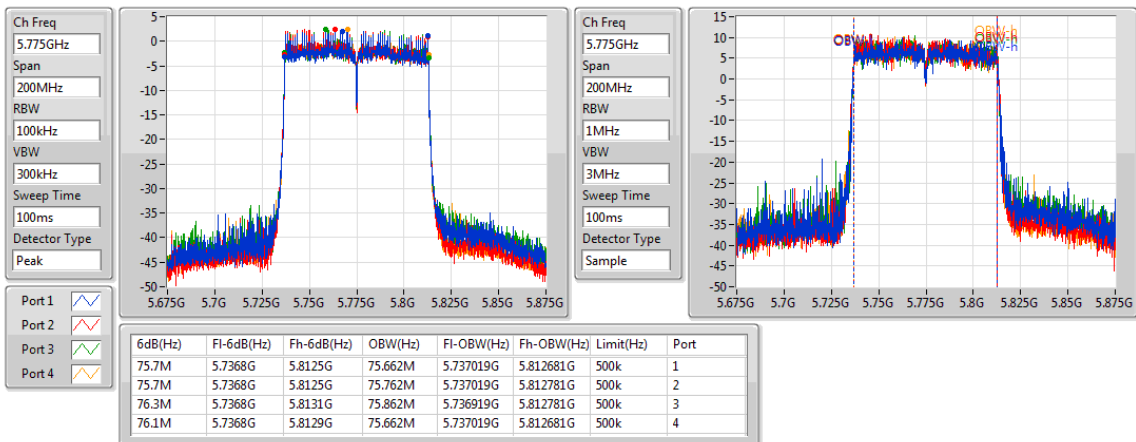 Ch Freq
5.775GHz
Span
200MHz
RBW
100kHz
VBW
300kHz
Sweep Time
100ms
Detector Type
Peak
5
0
-5
-10
-15
-20
-25
-30
-35
-40
-45
-50
5.675G 5.7G 5.725G 5.75G 5.775G 5.8G 5.825G 5.85G 5.875G
Ch Freq
5.775GHz
Span
200MHz
RBW
1MHz
VBW
3MHz
Sweep Time
100ms
Detector Type
Sample
15
10
5
0
-5
-10
-15
-20
-25
-30
-35
-40
-45
-50
OBW-h
OBW-h
5.675G 5.7G 5.725G 5.75G 5.775G 5.8G 5.825G 5.85G 5.875G
Port 1
Port 2
Port 3
Port 4
6dB(Hz) Fl-6dB(Hz) Fh-6dB(Hz) OBW(Hz) Fl-OBW(Hz) Fh-OBW(Hz) Limit(Hz) Port
75.7M 5.7368G 5.8125G 75.662M 5.737019G 5.812681G 500k 1
75.7M 5.7368G 5.8125G 75.762M 5.737019G 5.812781G 500k 2
76.3M 5.7368G 5.8131G 75.862M 5.736919G 5.812781G 500k 3
76.1M 5.7368G 5.8129G 75.662M 5.737019G 5.812681G 500k 4